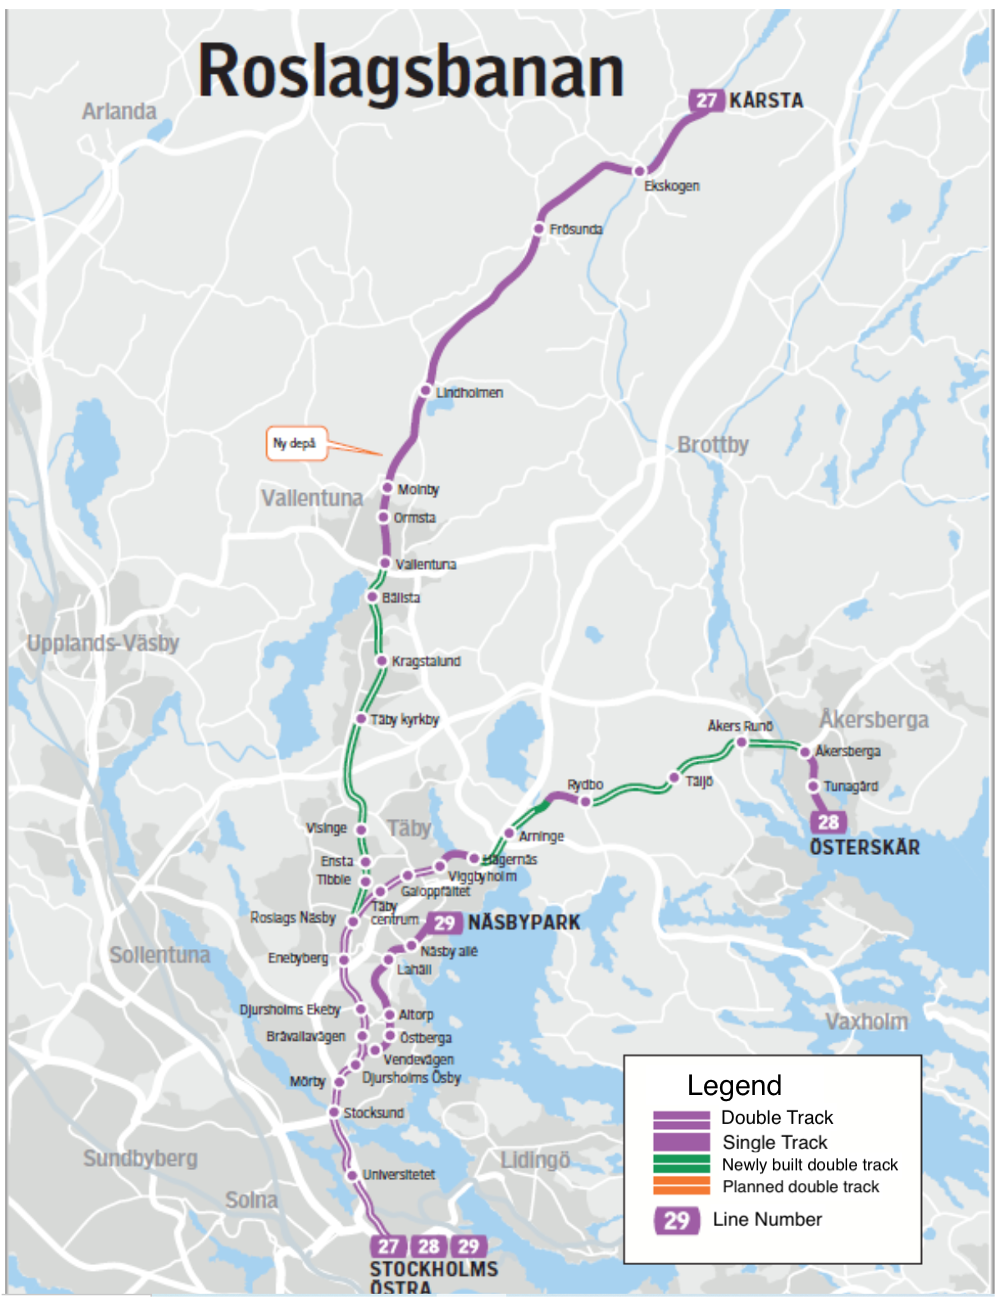 Roslagsbanan
Arlanda
27 KÅRSTA
Ekskogen
Frösunda
Lindholmen
Ny depå
Brottby
Molnby
Vallentuna
Ormsta
Vallentuna
Bällsta
Upplands-Väsby
Kragstalund
Täby kyrkby
Åkersberga
Åkers Runö
Åkersberga
Rydbo
Täljö
Tunagård
28
ÖSTERSKÄR
Visinge
Täby
Arninge
Ensta
Hägernäs
Tibble
Viggbyholm
Galoppfältet
Täby
centrum
Roslags Näsby
29 NÄSBYPARK
Sollentuna
Enebyberg
Näsby allé
Lahäll
Djursholms Ekeby
Altorp
Vaxholm
Bråvallavägen
Östberga
Vendevägen
Djursholms Ösby
Mörby
Stocksund
Legend
Double Track
Single Track
Newly built double track
Planned double track
29 Line Number
Sundbyberg
Lidingö
Universitetet
Solna
27 28 29
STOCKHOLMS
ÖSTRA